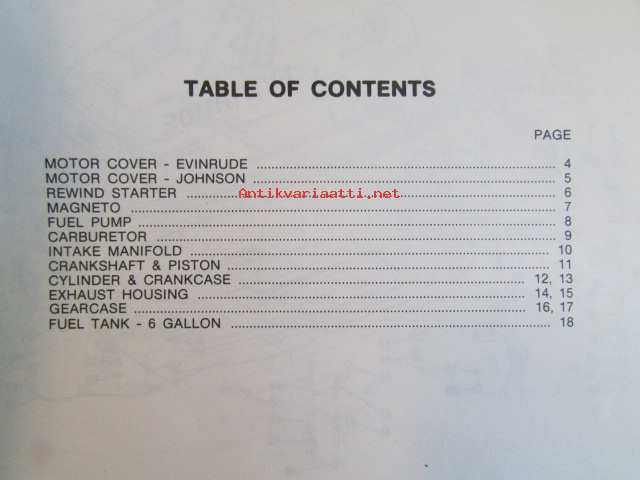 TABLE OF CONTENTS
PAGE
MOTOR COVER - EVINRUDE 4
MOTOR COVER - JOHNSON 5
REWIND STARTER 6
Antikvariaatti.net
MAGNETO 7
FUEL PUMP 8
CARBURETOR 9
INTAKE MANIFOLD 10
CRANKSHAFT & PISTON 11
CYLINDER & CRANKCASE 12, 13
EXHAUST HOUSING 14, 15
GEARCASE 16, 17
FUEL TANK - 6 GALLON 18